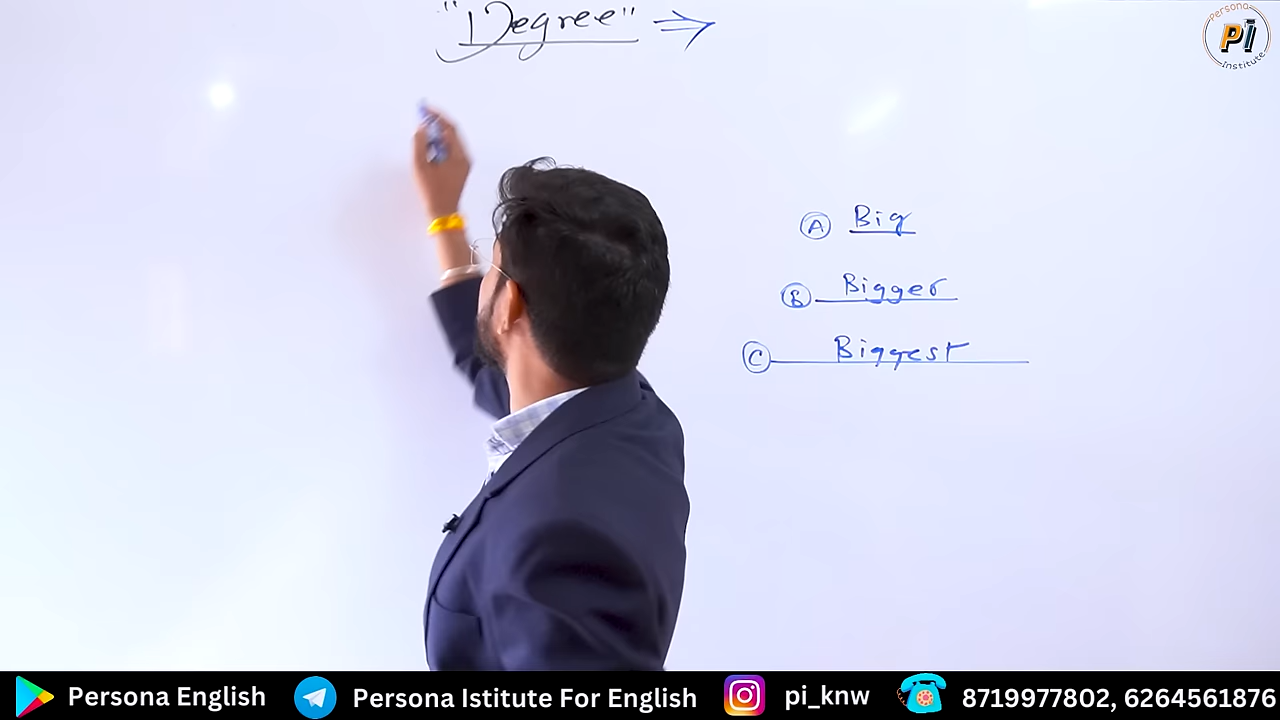 "Degree"
Persona
PI
Institute
A Big
B Bigger
C Biggest
Persona English
Persona Istitute For English
pi_knw
8719977802, 6264561876